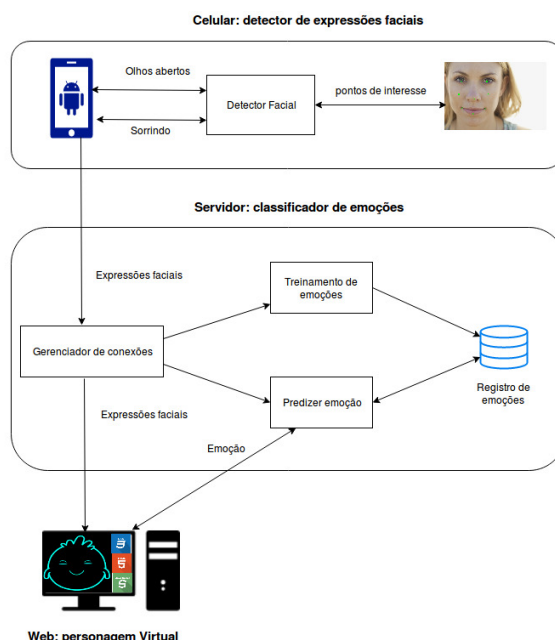 Celular: detector de expressões faciais
Olhos abertos
pontos de interesse
Detector Facial
Sorrindo
Servidor: classificador de emoções
Expressões faciais
Treinamento de
emoções
Gerenciador de conexões
Registro de
emoções
Predizer emoção
Expressões faciais
Emoção
Web: personagem Virtual